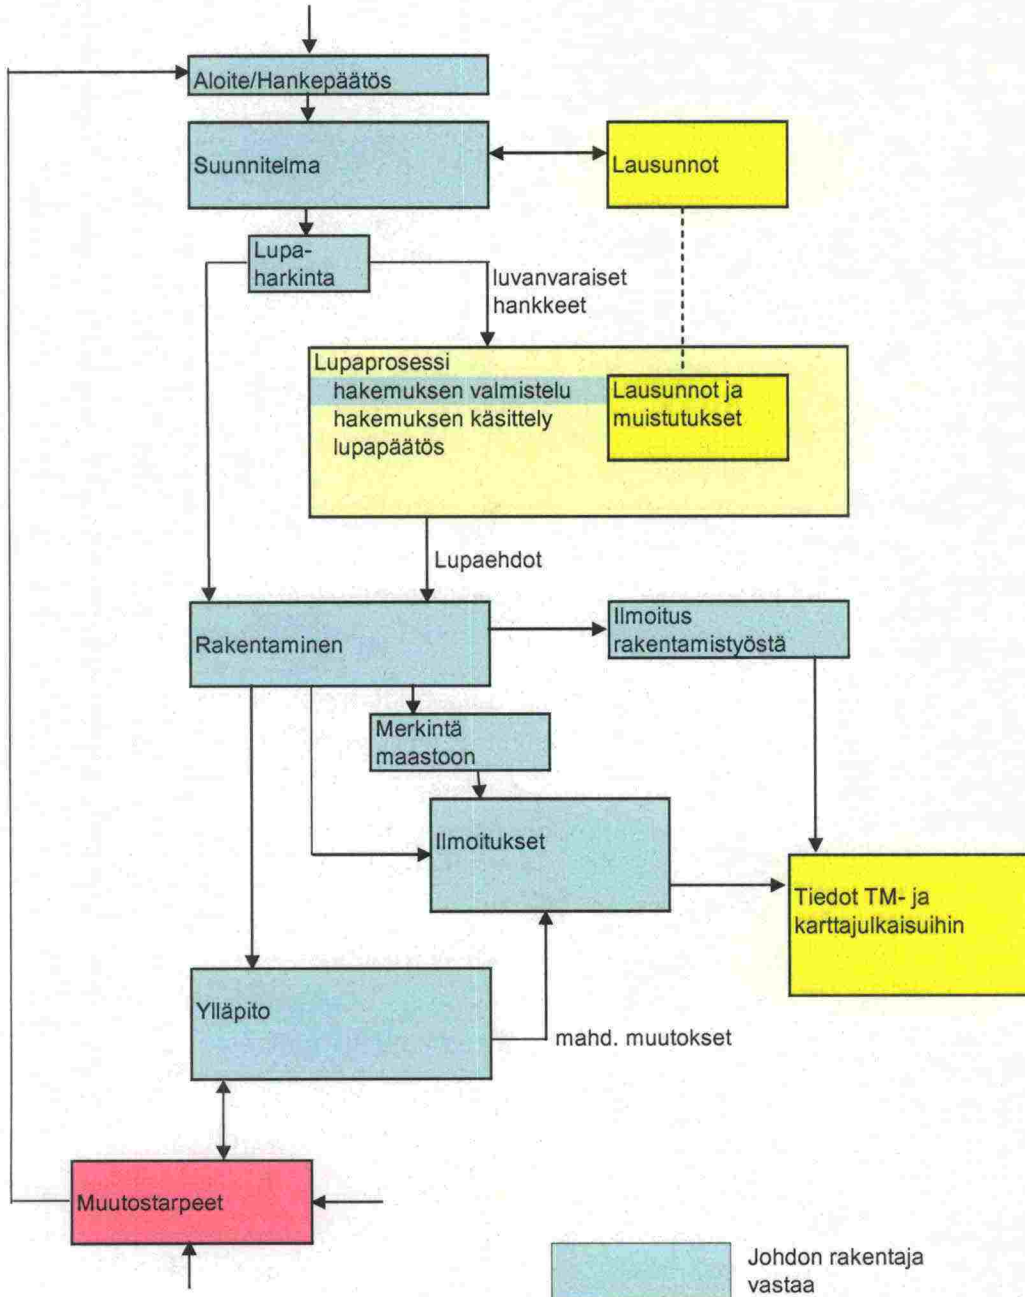 Aloite/Hankepäätös
Suunnitelma
Lausunnot
Lupa-
harkinta
luvanvaraiset
hankkeet
Lupaprosessi
hakemuksen valmistelu
hakemuksen käsittely
lupapäätös
Lausunnot ja
muistutukset
Lupaehdot
Rakentaminen
Ilmoitus
rakentamistyöstä
Merkintä
maastoon
Ilmoitukset
Tiedot TM- ja
karttajulkaisuihin
Ylläpito
mahd. muutokset
Muutostarpeet
Johdon rakentaja
vastaa